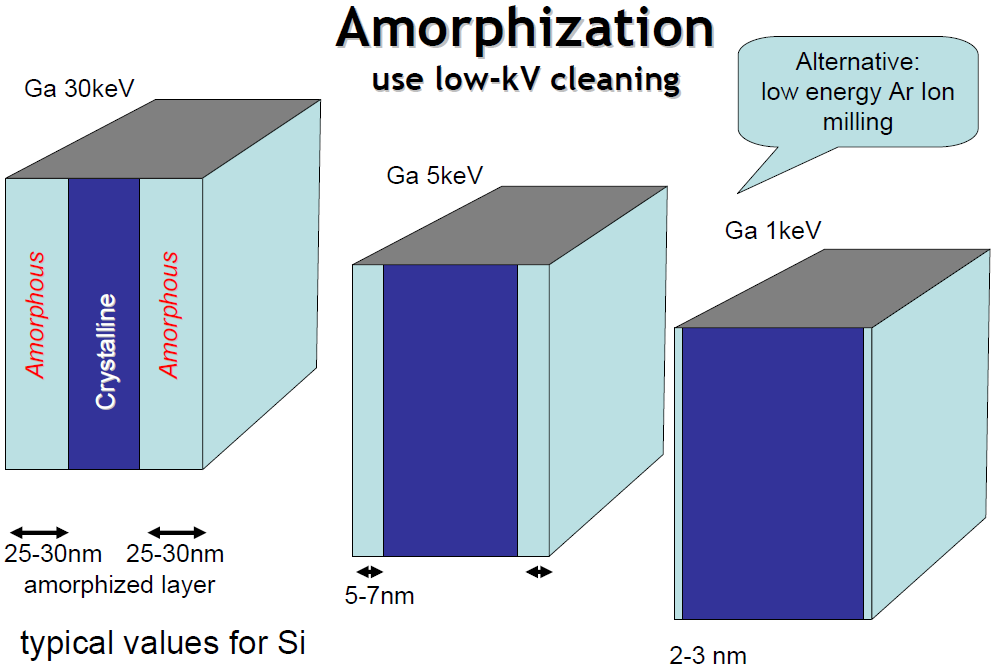 Amorphization
use low-kV cleaning
Alternative:
low energy Ar Ion
milling
Ga 30keV
Ga 5keV
Ga 1keV
Amorphous
Crystalline
Amorphous
25-30nm
25-30nm
amorphized layer
5-7nm
2-3 nm
typical values for Si